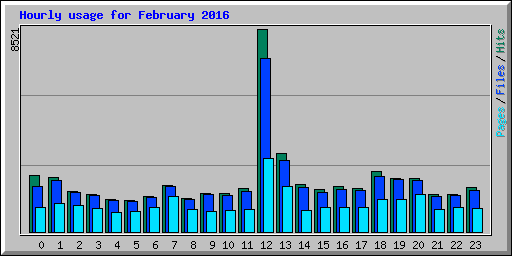 Hourly usage for February 2016
8521
Pages / Files / Hits
0 1 2 3 4 5 6 7 8 9 10 11 12 13 14 15 16 17 18 19 20 21 22 23